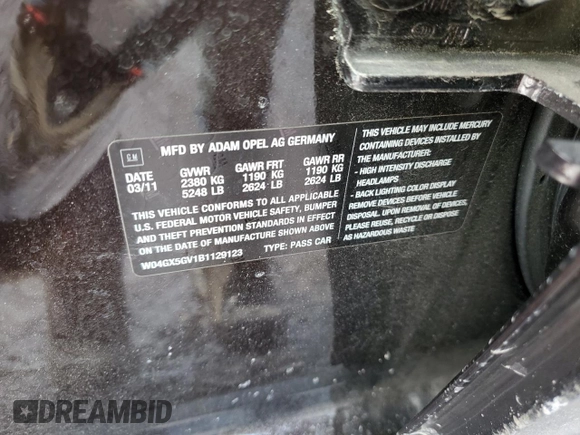 GM
MFD BY ADAM OPEL AG GERMANY
DATE GVWR GAWR FRT GAWR RR
03/11 2380 KG 1190 KG 1190 KG
5248 LB 2624 LB 2624 LB
THIS VEHICLE CONFORMS TO ALL APPLICABLE
U.S. FEDERAL MOTOR VEHICLE SAFETY, BUMPER
AND THEFT PREVENTION STANDARDS IN EFFECT
ON THE DATE OF MANUFACTURE SHOWN ABOVE
W04GX5GV1B1129123 TYPE: PASS CAR
THIS VEHICLE MAY INCLUDE MERCURY
CONTAINING DEVICES INSTALLED BY
THE MANUFACTURER:
- HIGH INTENSITY DISCHARGE
HEADLAMPS
- BACK LIGHTING COLOR DISPLAY
REMOVE DEVICES BEFORE VEHICLE
DISPOSAL. UPON REMOVAL OF DEVICES
PLEASE REUSE, RECYCLE OR DISPOSE
AS HAZARDOUS WASTE
DREAMBID